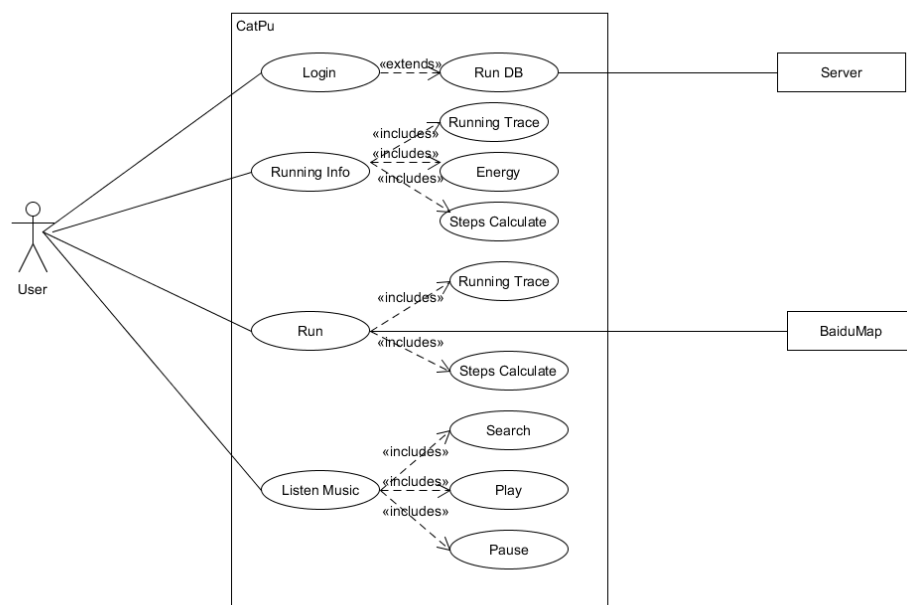 CatPu
Login
«extends»
Run DB
Server
Running Trace
«includes»
Running Info
«includes»
Energy
«includes»
Steps Calculate
User
Running Trace
«includes»
Run
BaiduMap
«includes»
Steps Calculate
Search
«includes»
Listen Music
«includes»
Play
«includes»
Pause